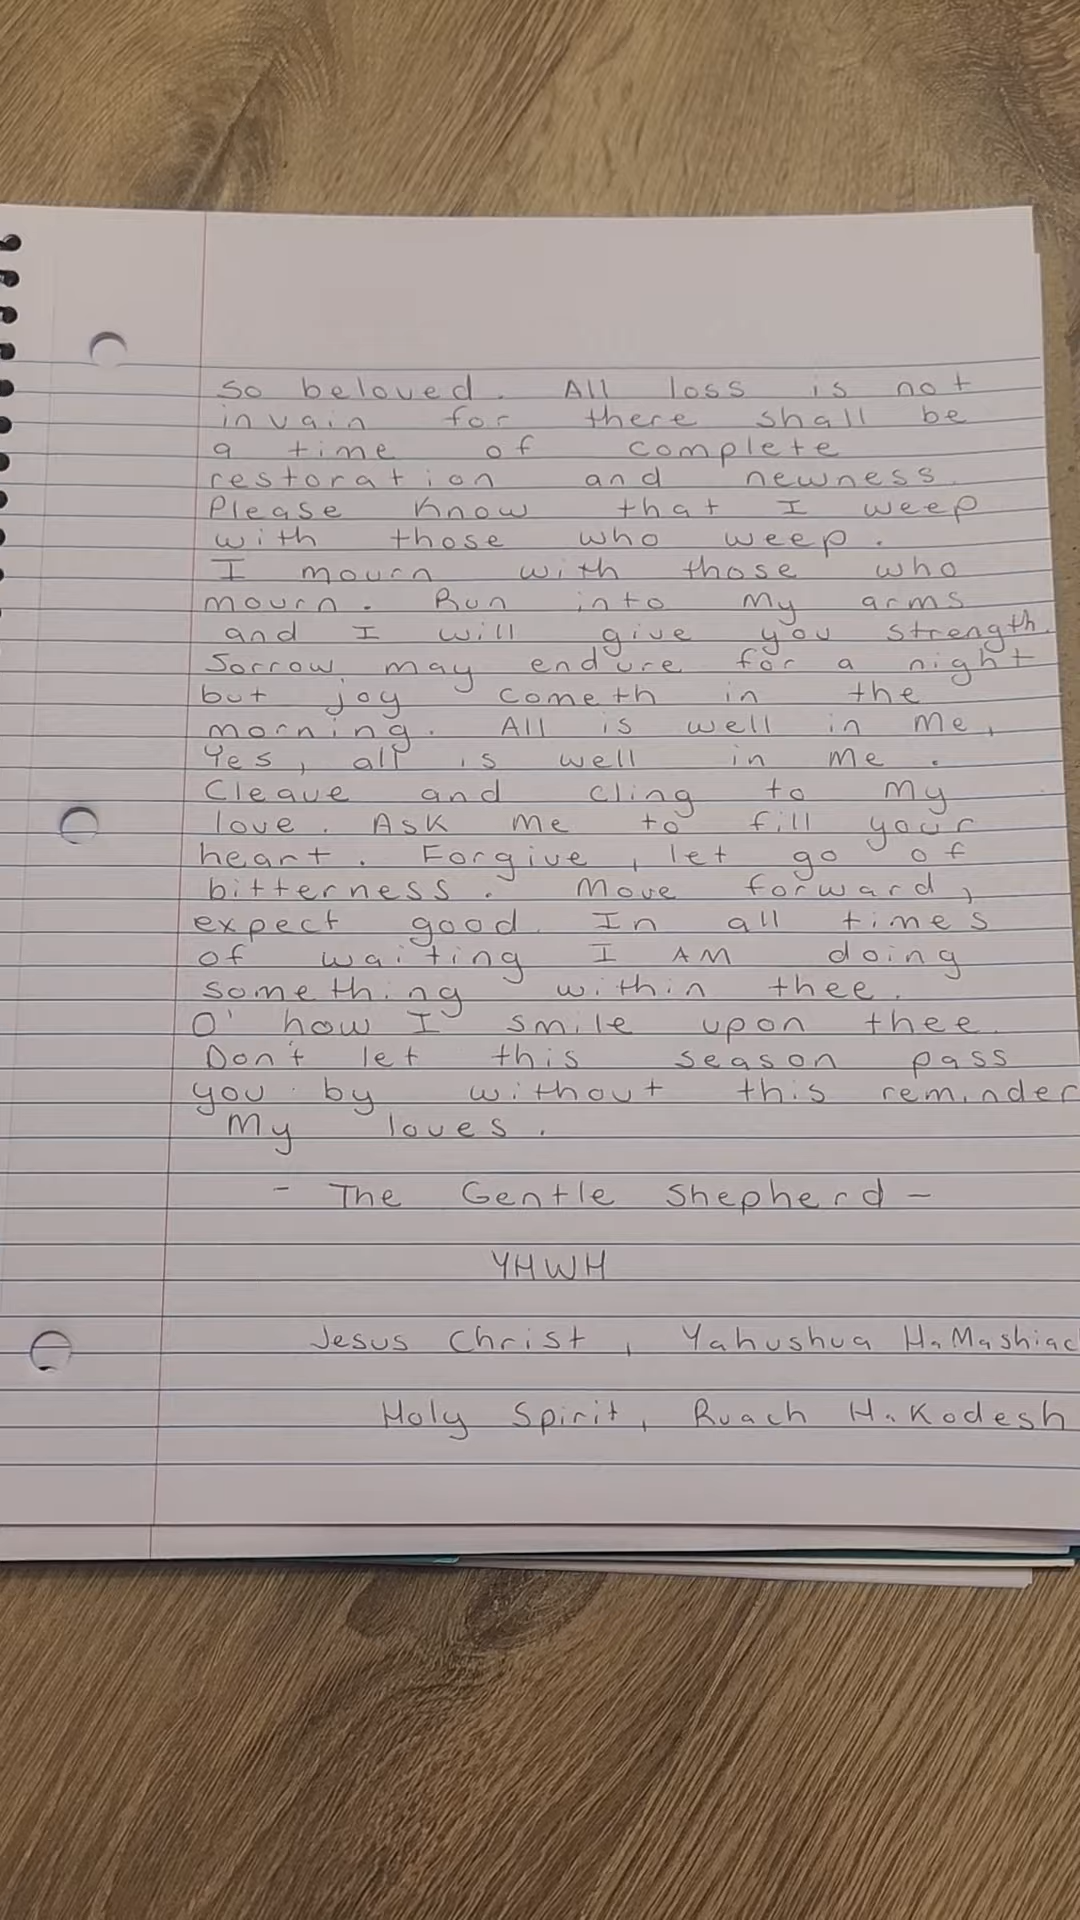 So beloved. All loss is not
in vain for there shall be
a time of complete
restoration and newness.
Please know that I weep
with those who weep.
I mourn with those who
mourn. Run into My arms
and I will give you strength.
Sorrow may endure for a night
but joy cometh in the
morning. All is well in Me,
Yes, all is well in Me.
Cleave and cling to My
love. Ask Me to fill your
heart. Forgive, let go of
bitterness. Move forward,
expect good. In all times
of waiting I AM doing
something within thee.
O' how I smile upon thee.
Don't let this season pass
you by without this reminder
My loves.
- The Gentle Shepherd -
YHWH
Jesus Christ, Yahushua HaMashiac
Holy Spirit, Ruach HaKodesh